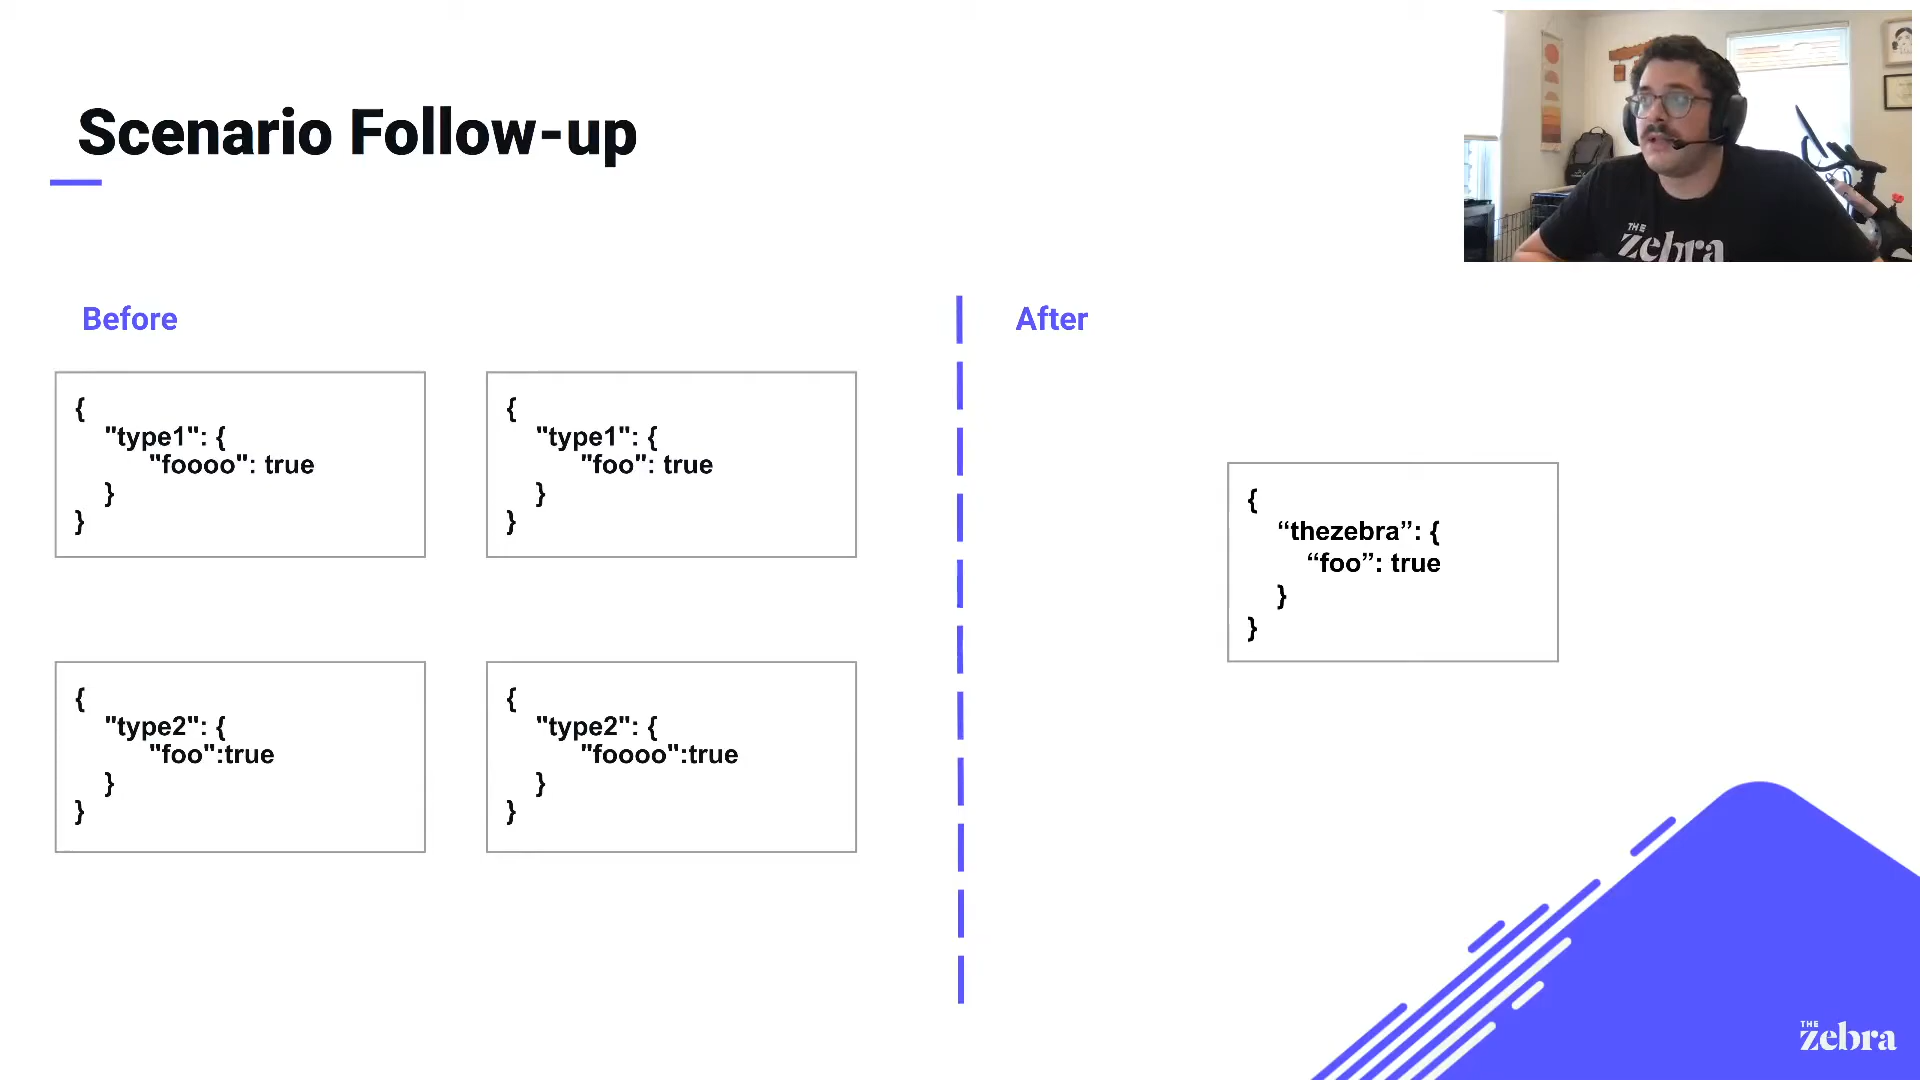 Scenario Follow-up
THE
zebra
Before
After
{
"type1": {
"foooo": true
}
}
{
"type1": {
"foo": true
}
}
{
“thezebra”: {
“foo”: true
}
}
{
"type2": {
"foo":true
}
}
{
"type2": {
"foooo":true
}
}
THE
zebra